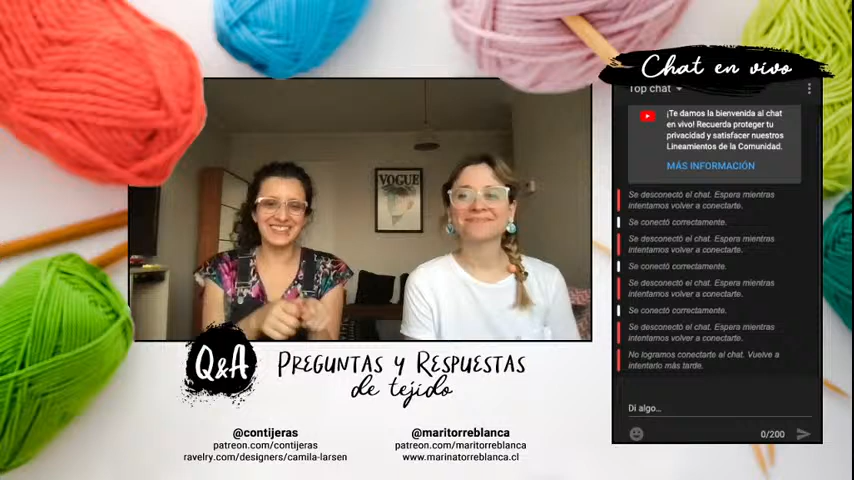 Chat en vivo
Top chat
¡Te damos la bienvenida al chat
en vivo! Recuerda proteger tu
privacidad y satisfacer nuestros
Lineamientos de la Comunidad.
MÁS INFORMACIÓN
Se desconectó el chat. Espera mientras
intentamos volver a conectarte.
Se conectó correctamente.
Se desconectó el chat. Espera mientras
intentamos volver a conectarte.
Se conectó correctamente.
Se desconectó el chat. Espera mientras
intentamos volver a conectarte.
Se conectó correctamente.
Se desconectó el chat. Espera mientras
intentamos volver a conectarte.
No logramos conectarte al chat. Vuelve a
intentarlo más tarde.
Di algo...
0/200
VOGUE
Q&A
PREGUNTAS Y RESPUESTAS
de tejido
@contijeras
patreon.com/contijeras
ravelry.com/designers/camila-larsen
@maritorreblanca
patreon.com/maritorreblanca
www.marinatorreblanca.cl